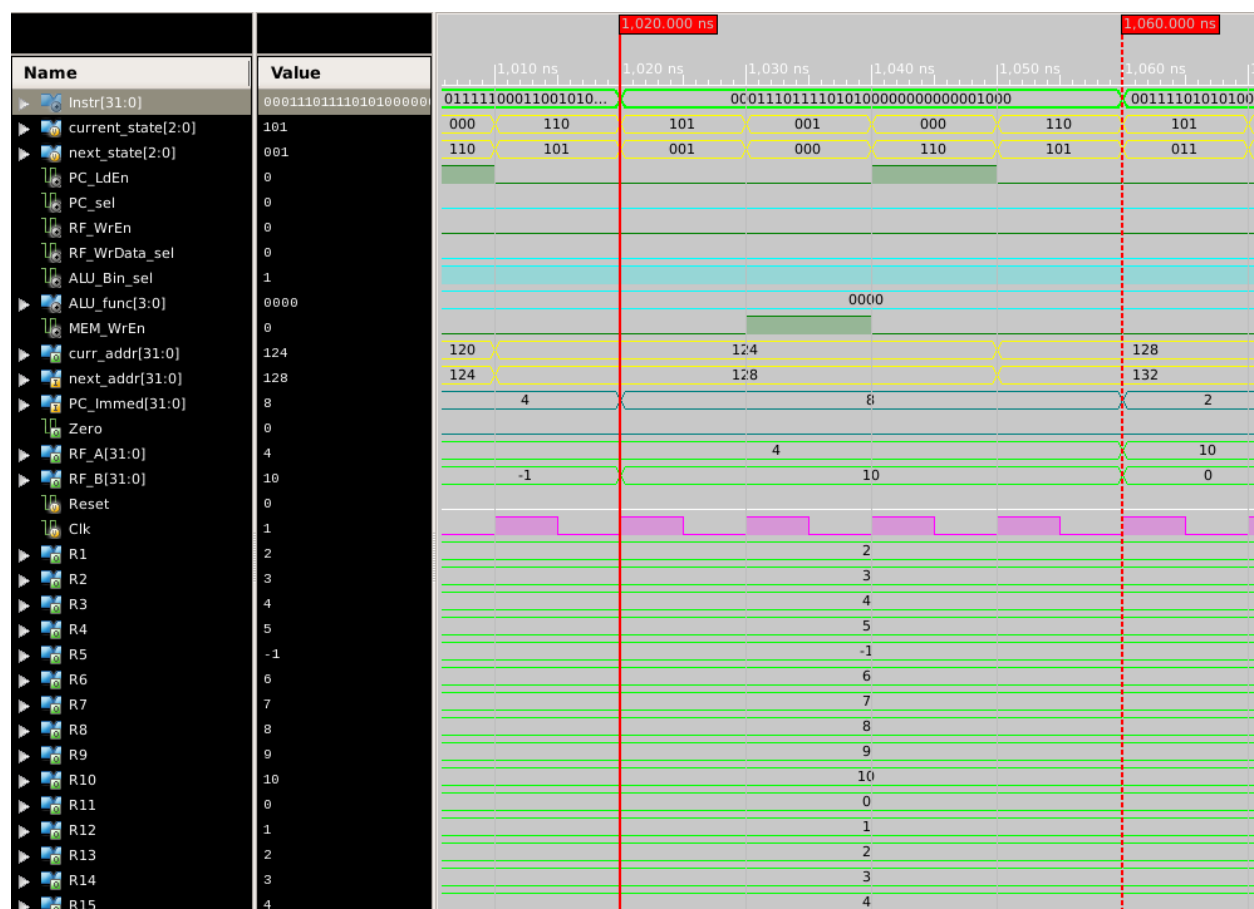 1,020.000 ns 1,060.000 ns
Name Value 1,010 ns 1,020 ns 1,030 ns 1,040 ns 1,050 ns 1,060 ns
Instr[31:0] 00011101111010100000 01111100011001010... 00011101111010100000000000001000 00111101010100
current_state[2:0] 101 000 110 101 001 000 110 101
next_state[2:0] 001 110 101 001 000 110 101 011
PC_LdEn 0
PC_sel 0
RF_WrEn 0
RF_WrData_sel 0
ALU_Bin_sel 1
ALU_func[3:0] 0000 0000
MEM_WrEn 0
curr_addr[31:0] 124 120 124 128
next_addr[31:0] 128 124 128 132
PC_Immed[31:0] 8 4 8 2
Zero 0
RF_A[31:0] 4 4 10
RF_B[31:0] 10 -1 10 0
Reset 0
Clk 1
R1 2 2
R2 3 3
R3 4 4
R4 5 5
R5 -1 -1
R6 6 6
R7 7 7
R8 8 8
R9 9 9
R10 10 10
R11 0 0
R12 1 1
R13 2 2
R14 3 3
R15 4 4